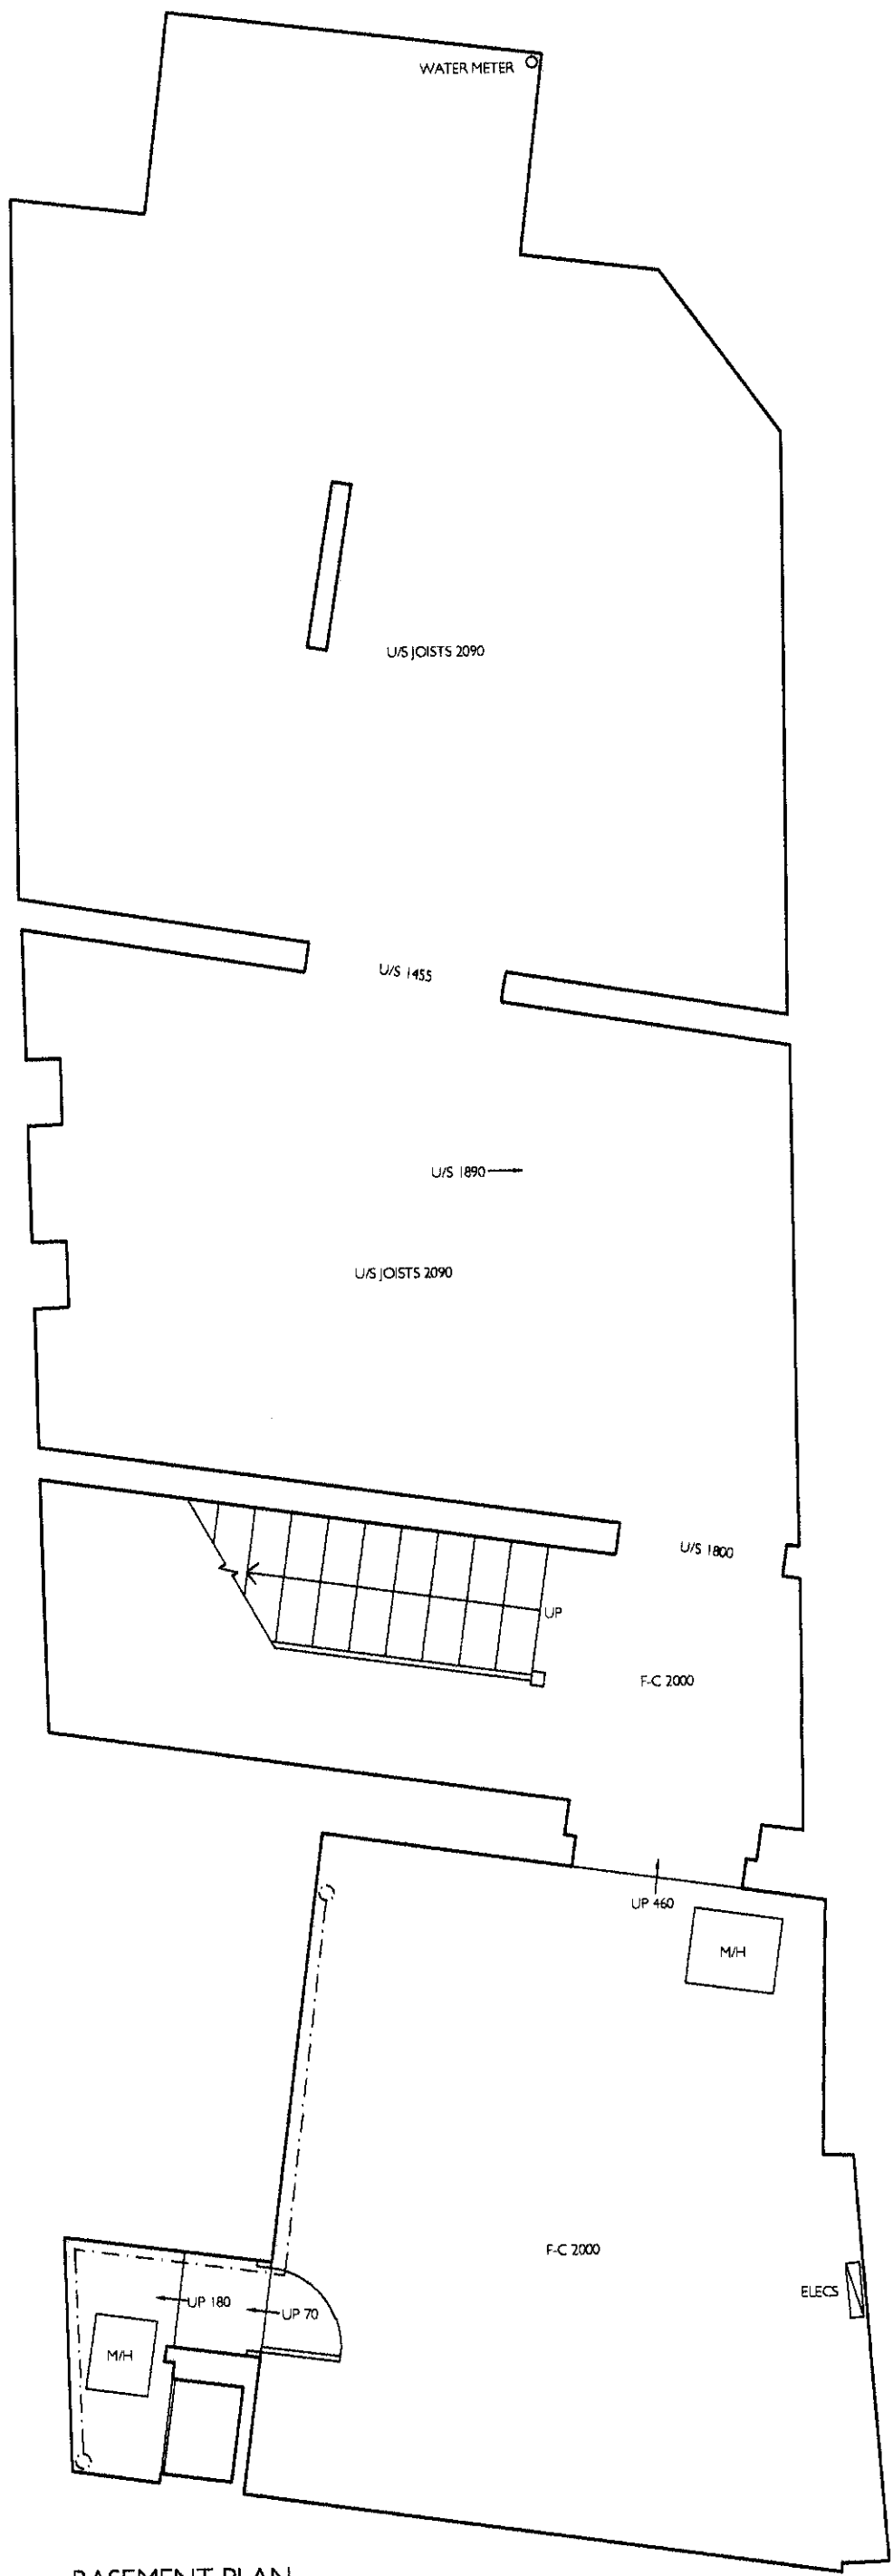 WATER METER
U/S JOISTS 2090
U/S 1455
U/S 1890
U/S JOISTS 2090
U/S 1800
UP
F-C 2000
UP 460
M/H
F-C 2000
ELECS
UP 180
UP 70
M/H
BASEMENT PLAN